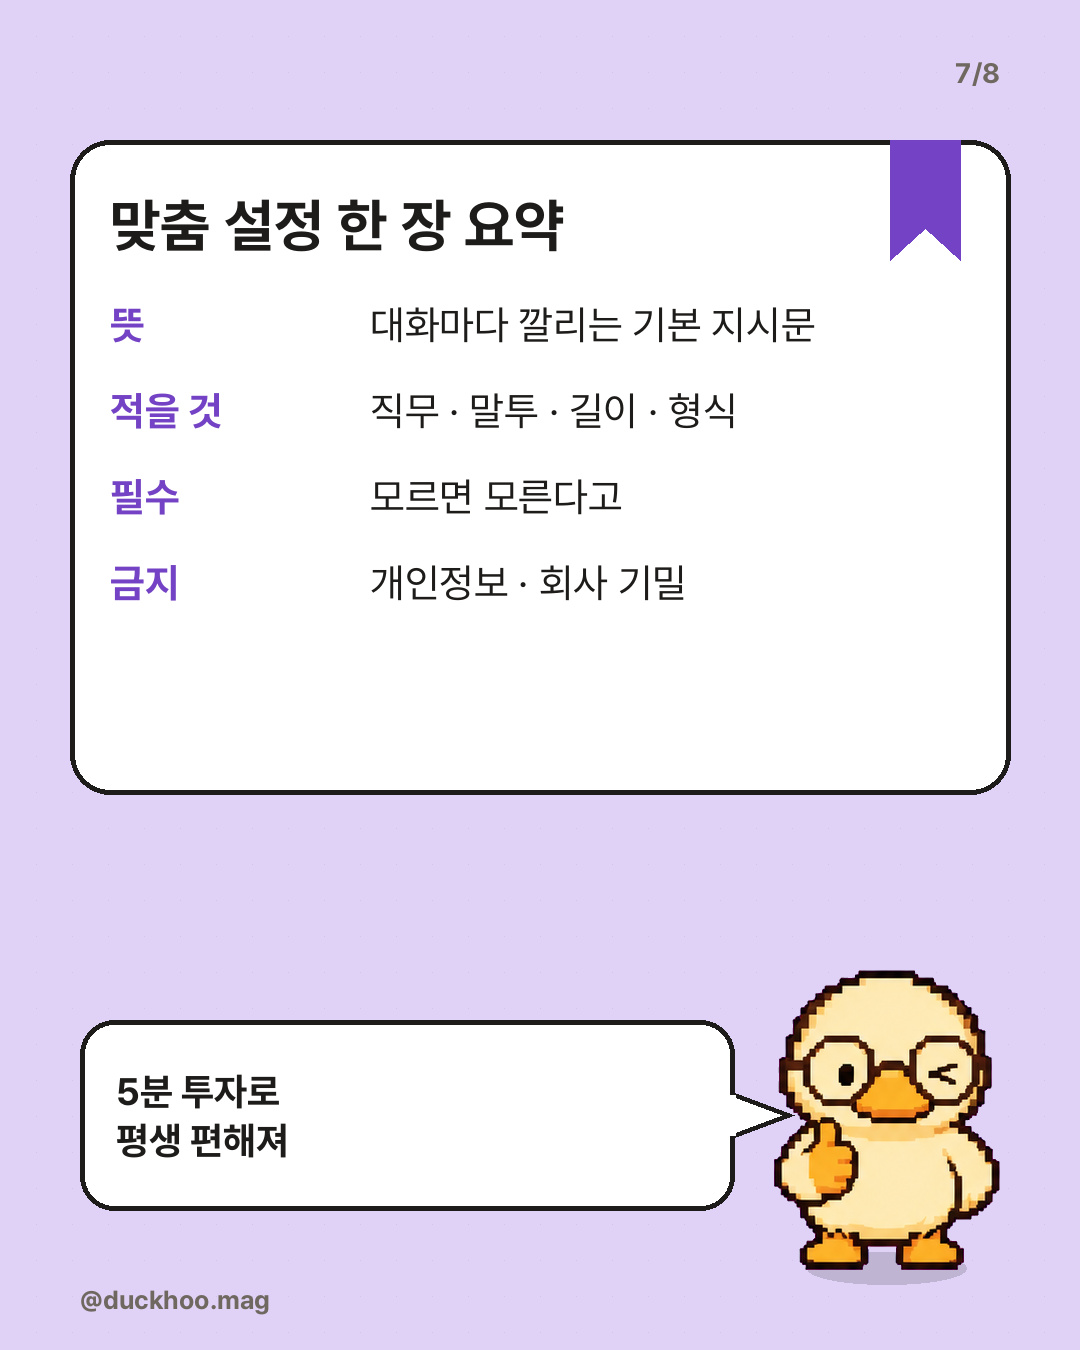 7/8
맞춤 설정 한 장 요약
뜻 대화마다 깔리는 기본 지시문
적을 것 직무 · 말투 · 길이 · 형식
필수 모르면 모른다고
금지 개인정보 · 회사 기밀
5분 투자로
평생 편해져
@duckhoo.mag